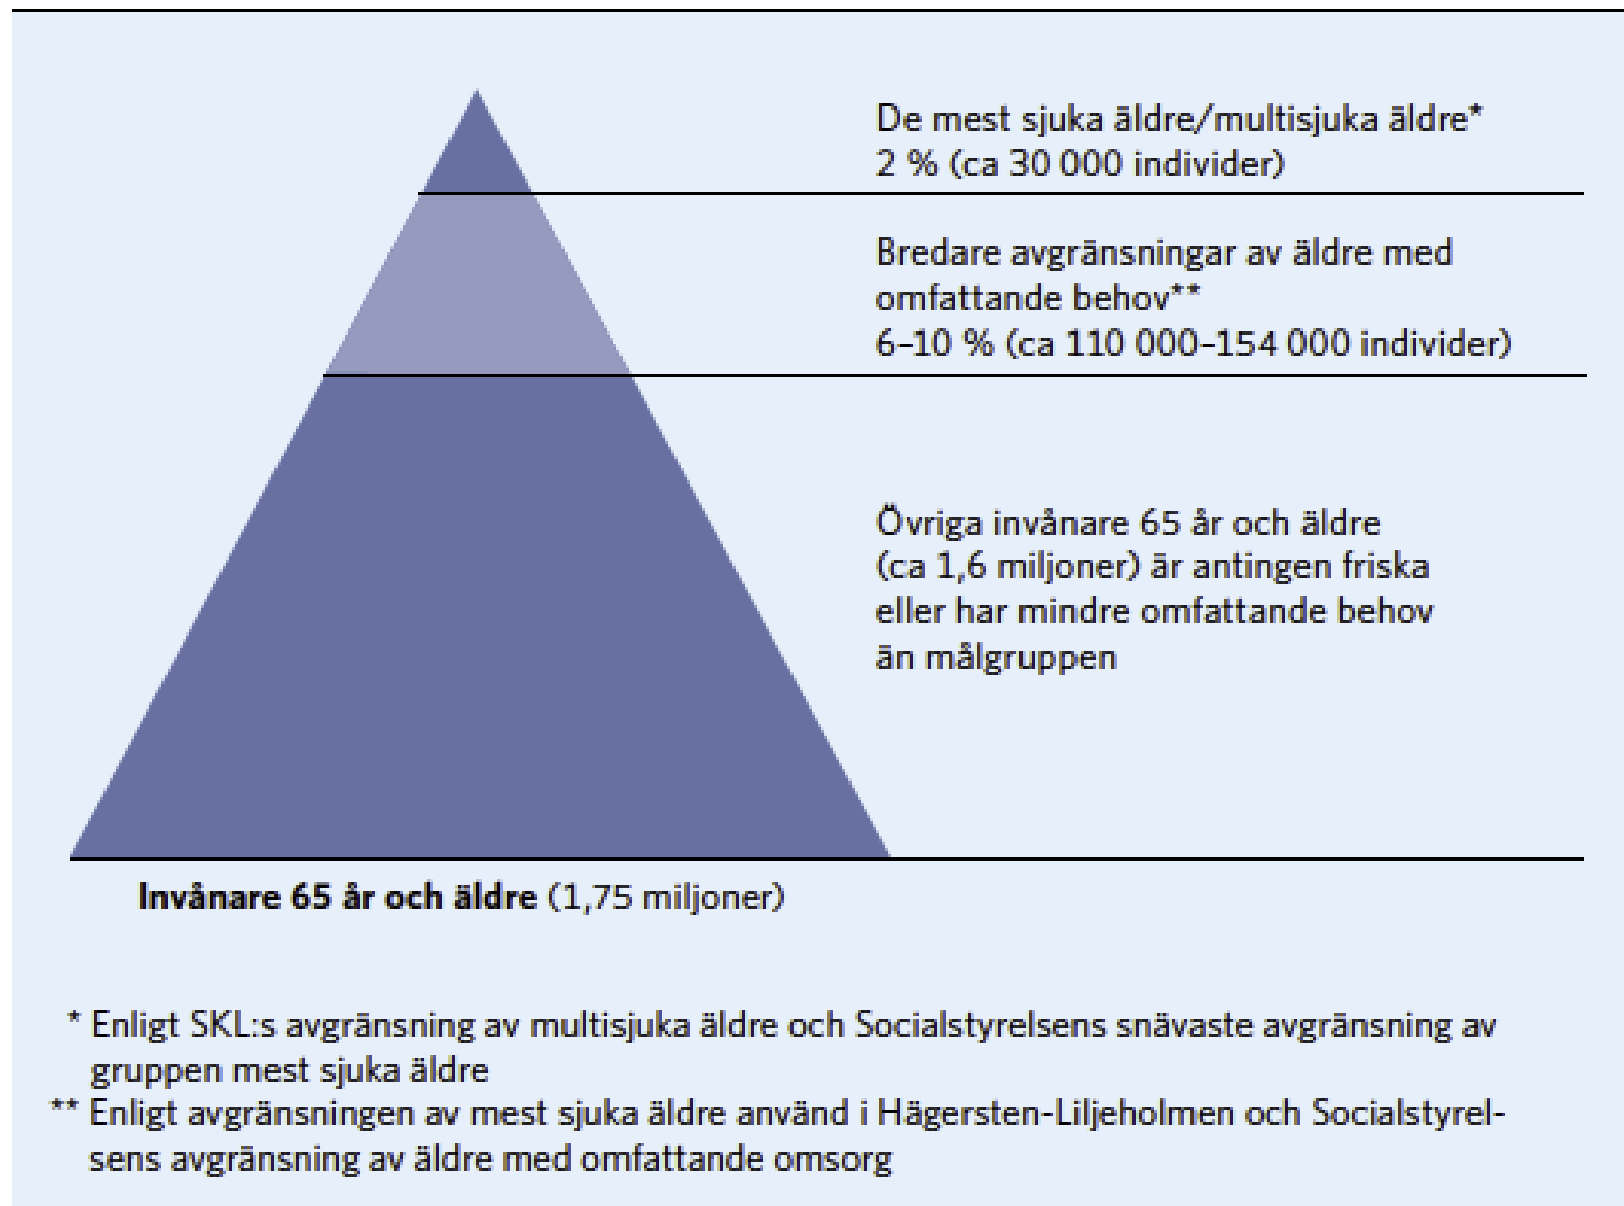 De mest sjuka äldre/multisjuka äldre*
2 % (ca 30 000 individer)
Bredare avgränsningar av äldre med
omfattande behov**
6–10 % (ca 110 000–154 000 individer)
Övriga invånare 65 år och äldre
(ca 1,6 miljoner) är antingen friska
eller har mindre omfattande behov
än målgruppen
Invånare 65 år och äldre (1,75 miljoner)
* Enligt SKL:s avgränsning av multisjuka äldre och Socialstyrelsens snävaste avgränsning av
gruppen mest sjuka äldre
** Enligt avgränsningen av mest sjuka äldre använd i Hägersten-Liljeholmen och Socialstyrel-
sens avgränsning av äldre med omfattande omsorg